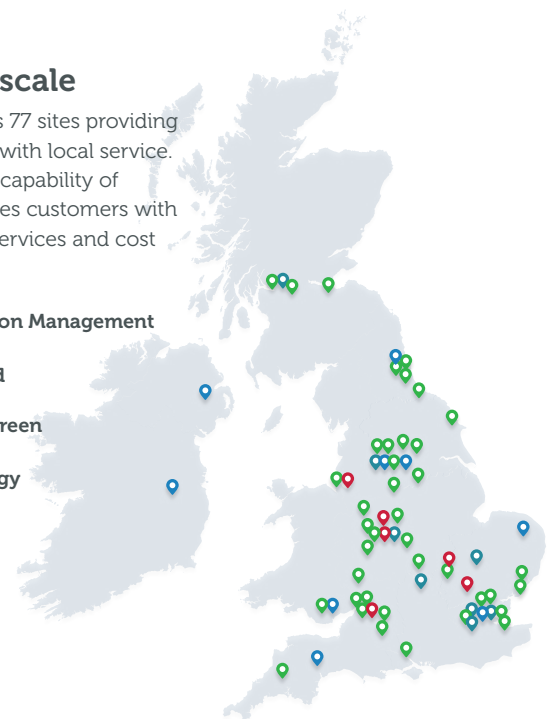 scale
s 77 sites providing
with local service.
capability of
es customers with
ervices and cost
on Management
d
reen
gy